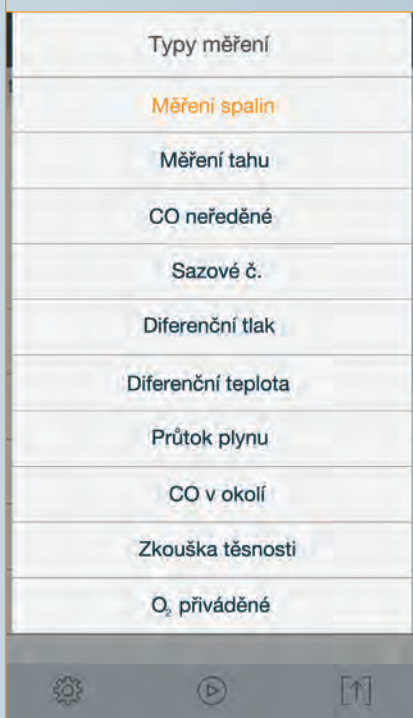 Typy měření
Měření spalin
Měření tahu
CO neředěné
Sazové č.
Diferenční tlak
Diferenční teplota
Průtok plynu
CO v okolí
Zkouška těsnosti
O₂ přiváděné